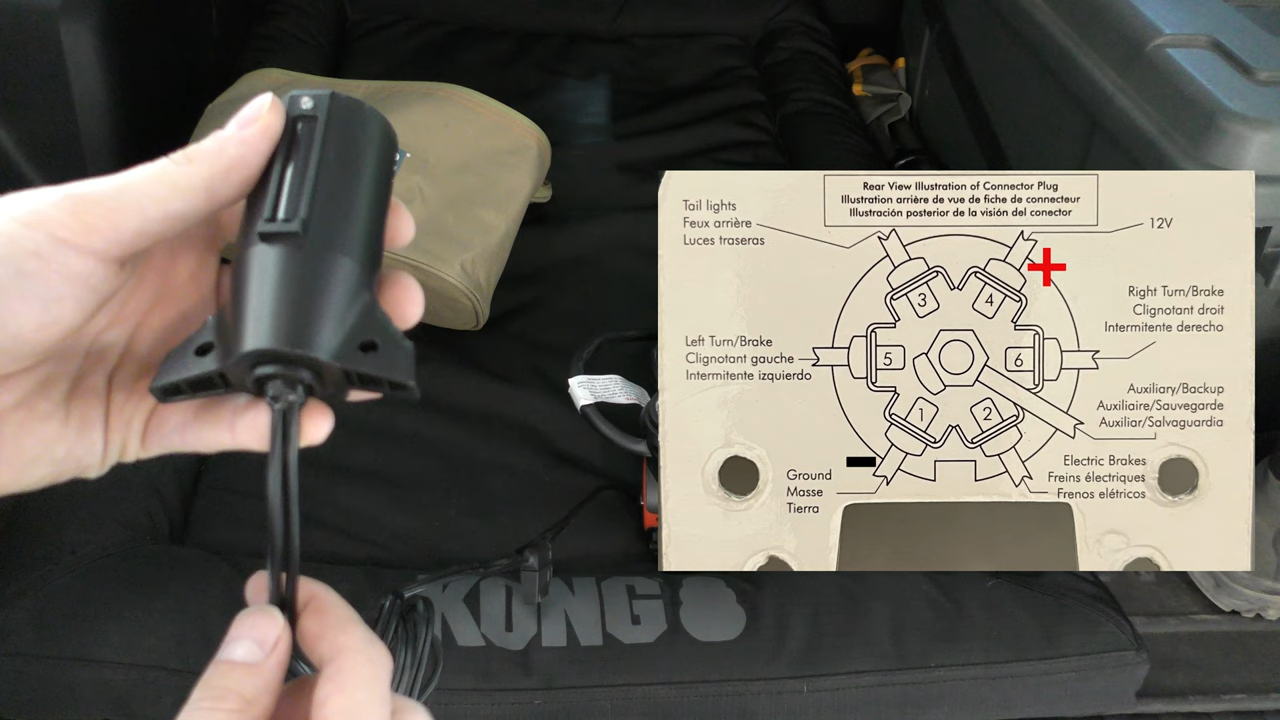 Rear View Illustration of Connector Plug
Illustration arrière de vue de fiche de connecteur
Illustración posterior de la visión del conector
Tail lights
Feux arrière
Luces traseras
12V
3
4
Right Turn/Brake
Clignotant droit
Intermitente derecho
Left Turn/Brake
Clignotant gauche
Intermitente izquierdo
5
6
Auxiliary/Backup
Auxiliaire/Sauvegarde
Auxiliar/Salvaguardia
1
2
Ground
Masse
Tierra
Electric Brakes
Freins électriques
Frenos elétricos
KONG